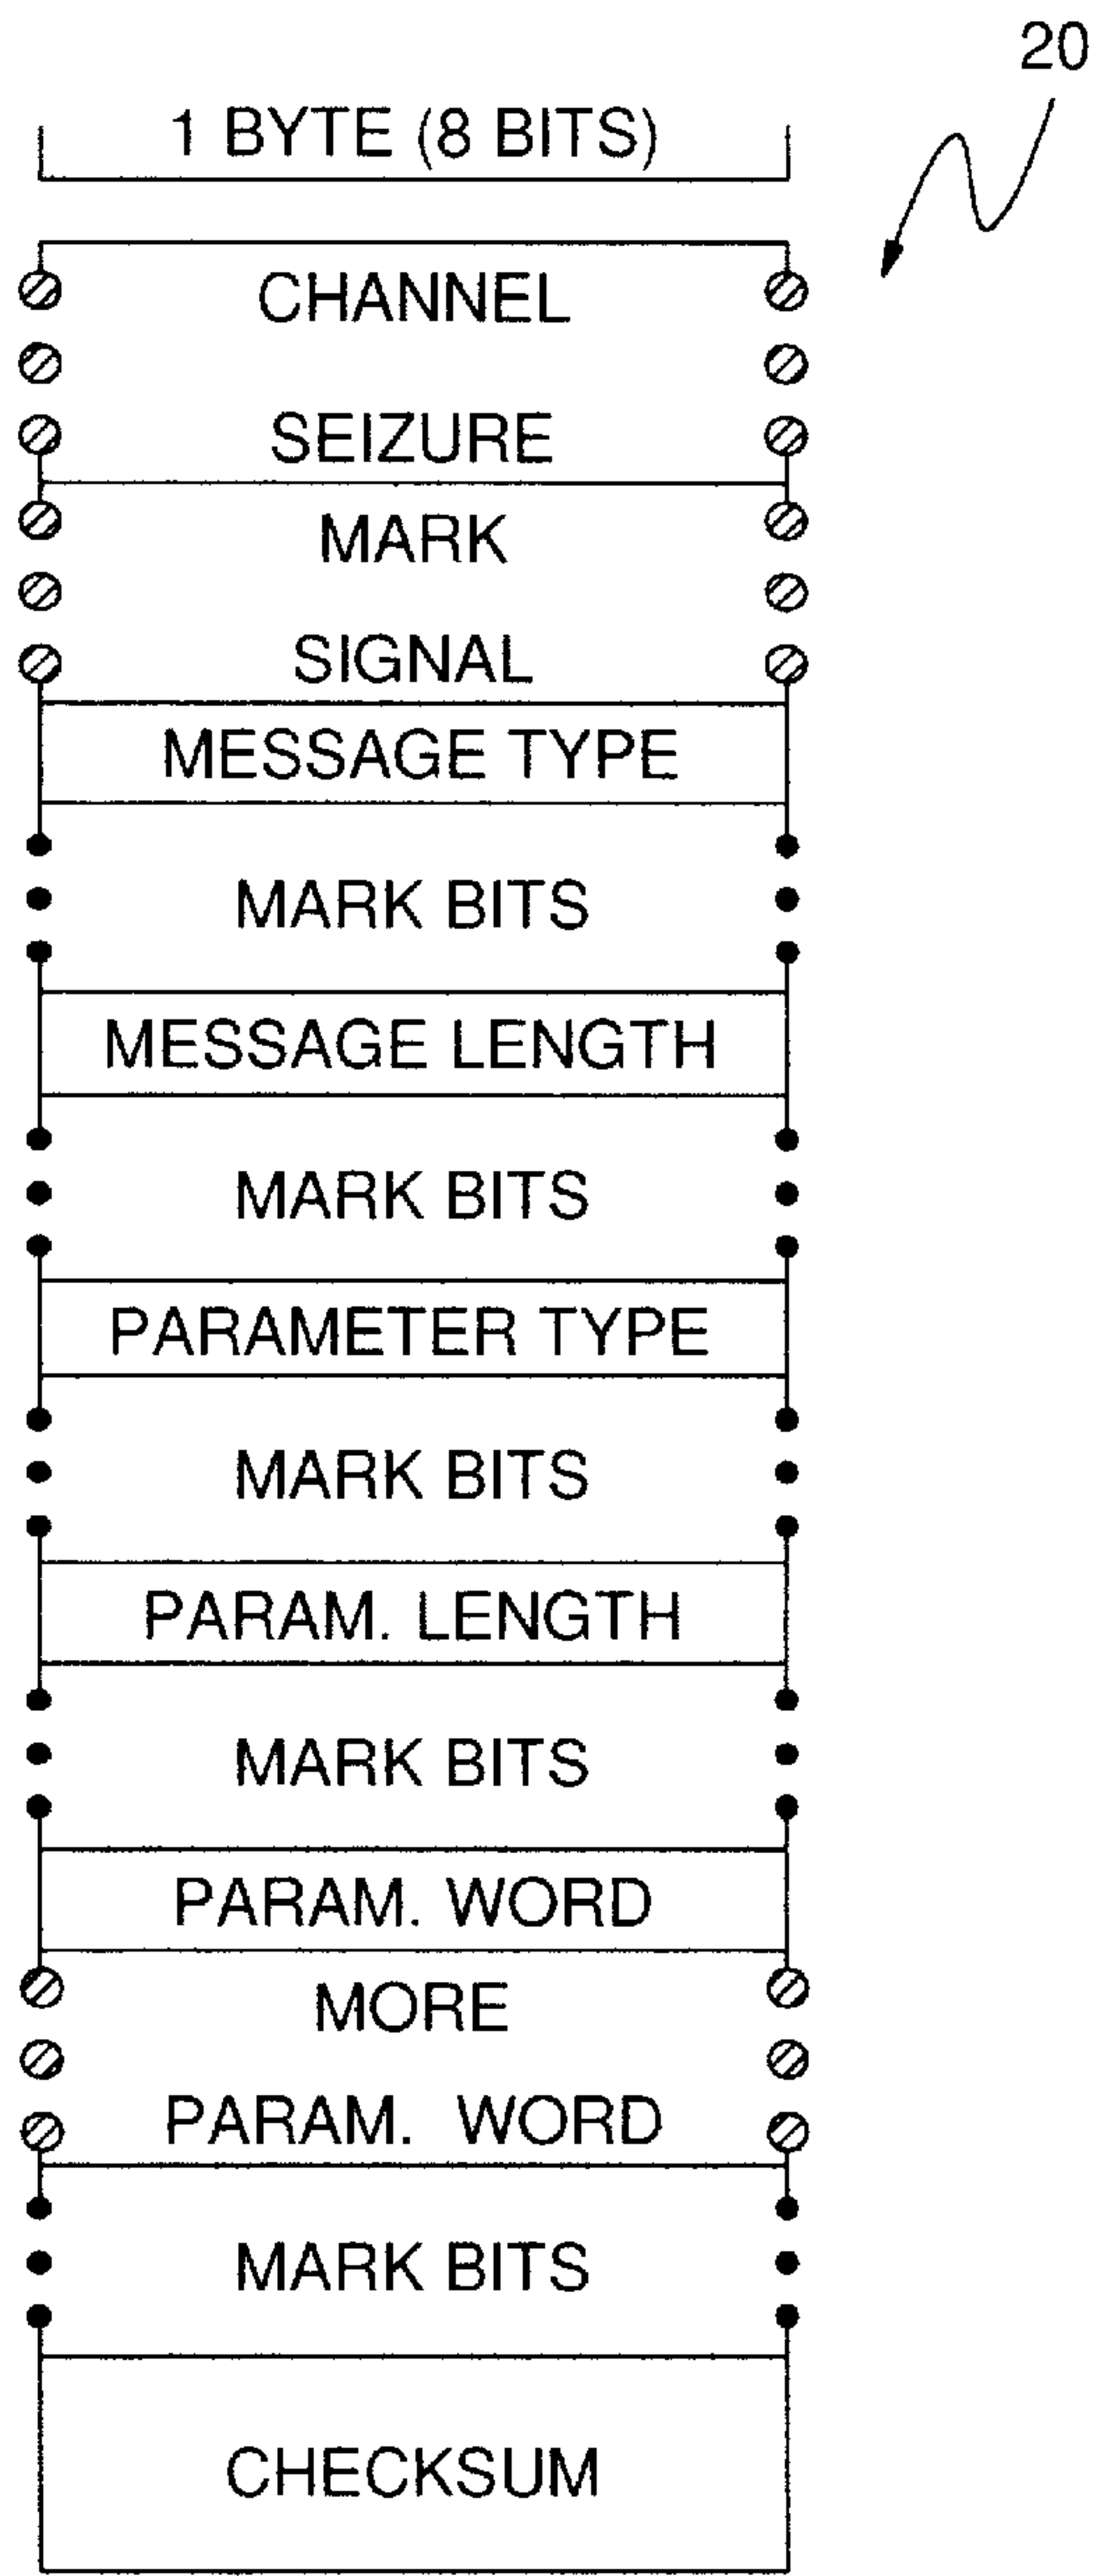 20
1 BYTE (8 BITS)
CHANNEL
SEIZURE
MARK
SIGNAL
MESSAGE TYPE
MARK BITS
MESSAGE LENGTH
MARK BITS
PARAMETER TYPE
MARK BITS
PARAM. LENGTH
MARK BITS
PARAM. WORD
MORE
PARAM. WORD
MARK BITS
CHECKSUM